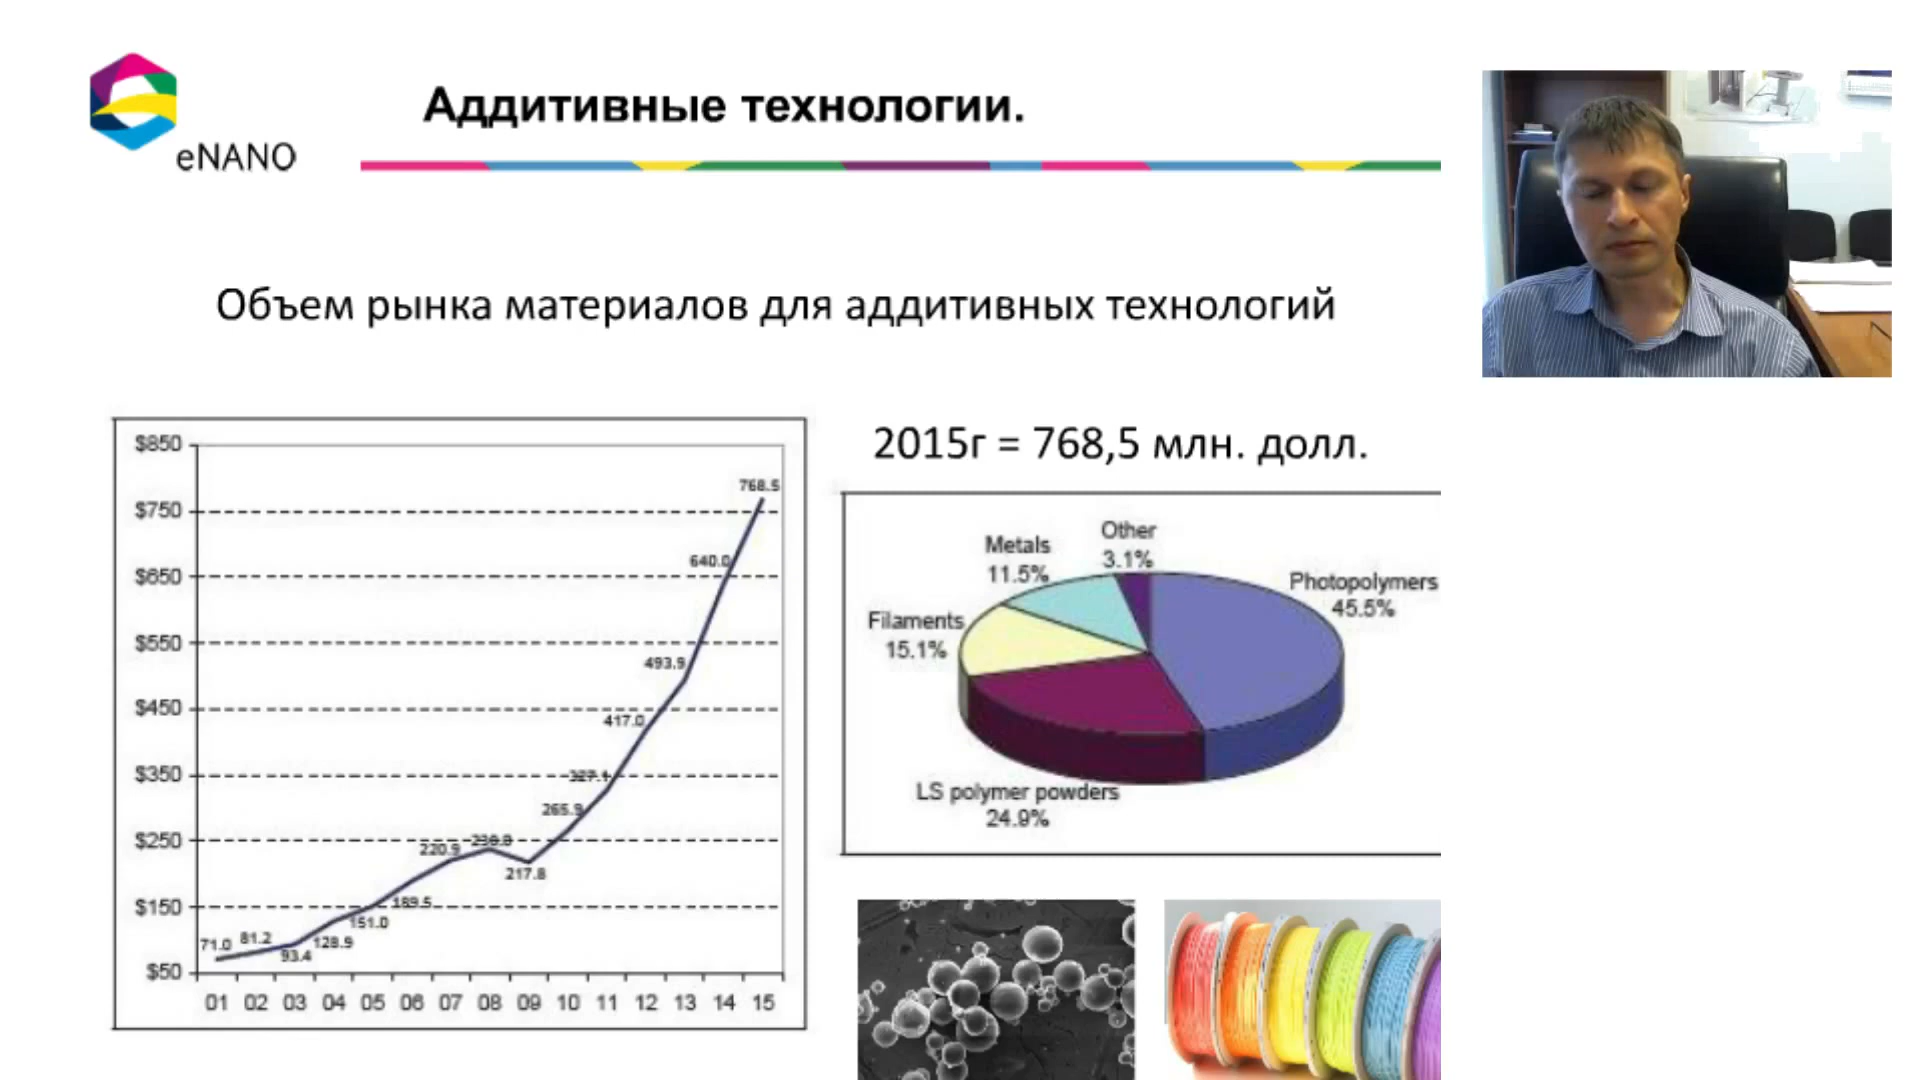 eNANO
Аддитивные технологии.
Объем рынка материалов для аддитивных технологий
$850
$750
$650
$550
$450
$350
$250
$150
$50
71.0
81.2
93.4
128.9
151.0
189.5
220.9
217.8
265.9
327.1
417.0
493.9
640.0
768.5
01 02 03 04 05 06 07 08 09 10 11 12 13 14 15
2015г = 768,5 млн. долл.
Other
3.1%
Metals
11.5%
Photopolymers
45.5%
Filaments
15.1%
LS polymer powders
24.9%